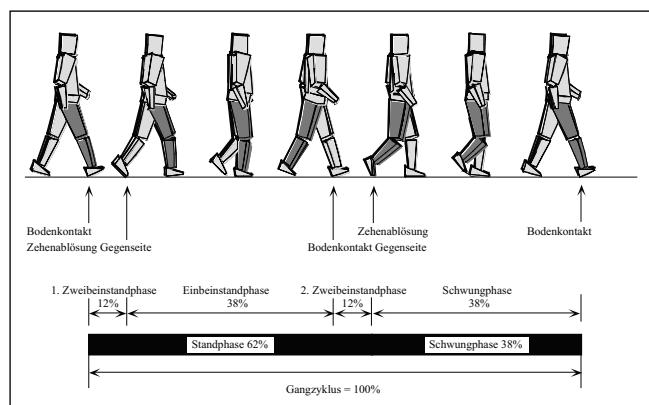 Bodenkontakt
Zehenablösung Gegenseite
Zehenablösung
Bodenkontakt Gegenseite
Bodenkontakt
1. Zweibeinstandphase
12%
Einbeinstandphase
38%
2. Zweibeinstandphase
12%
Schwungphase
38%
Standphase 62%
Schwungphase 38%
Gangzyklus = 100%